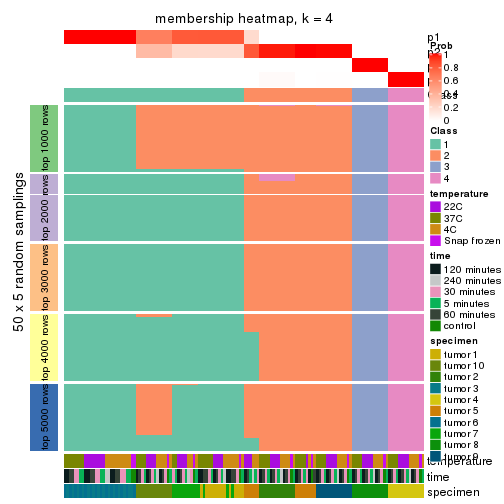 membership heatmap, k = 4
50 x 5 random samplings
top 1000 rows
top 2000 rows
top 3000 rows
top 4000 rows
top 5000 rows
p1
p2
Prob
1
0.8
0.6
0.4
0.2
0
Class
1
2
3
4
temperature
22C
37C
4C
Snap frozen
time
120 minutes
240 minutes
30 minutes
5 minutes
60 minutes
control
specimen
tumor 1
tumor 10
tumor 2
tumor 3
tumor 4
tumor 5
tumor 6
tumor 7
tumor 8
tumor 9
temperature
time
specimen